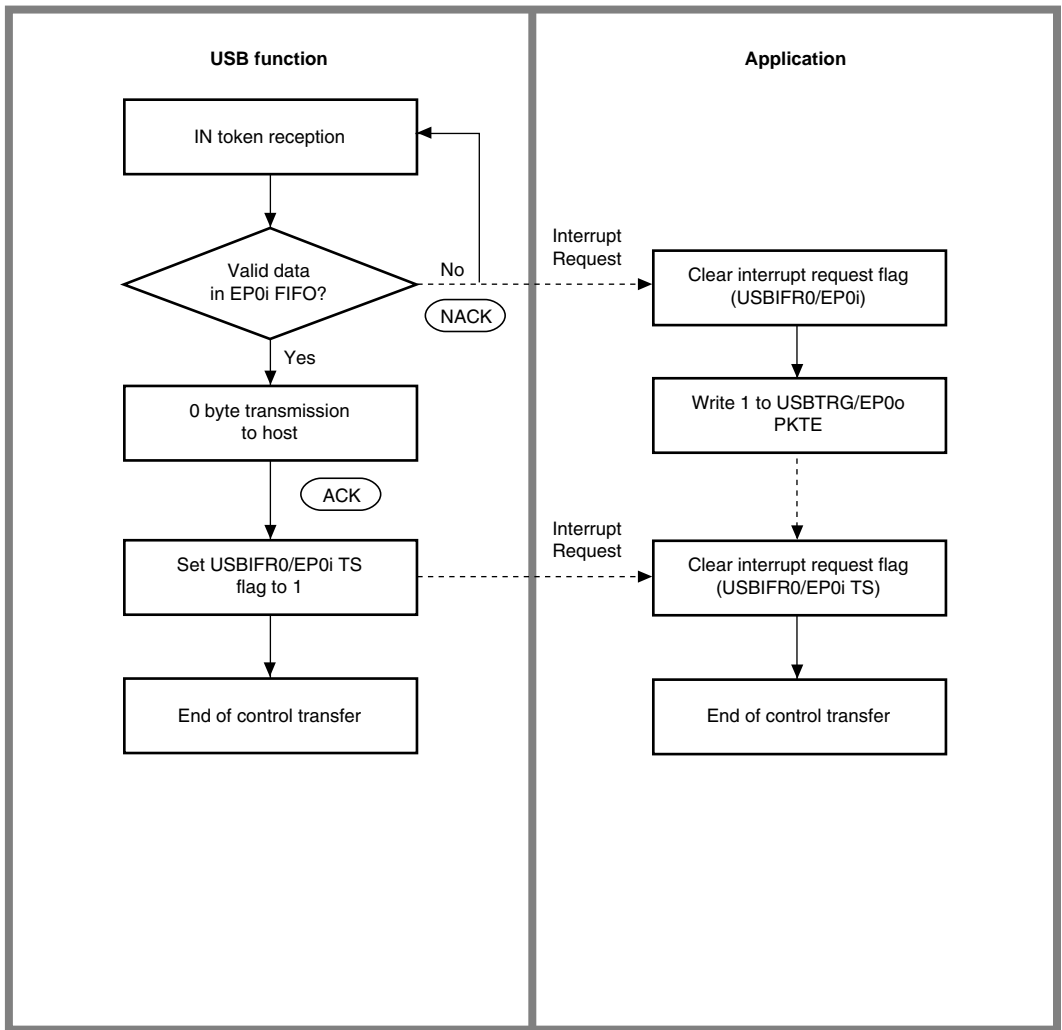 USB function
Application
IN token reception
Valid data
in EP0i FIFO?
No
NACK
Yes
Interrupt
Request
Clear interrupt request flag
(USBIFR0/EP0i)
Write 1 to USBTRG/EP0o
PKTE
0 byte transmission
to host
ACK
Set USBIFR0/EP0i TS
flag to 1
Interrupt
Request
Clear interrupt request flag
(USBIFR0/EP0i TS)
End of control transfer
End of control transfer